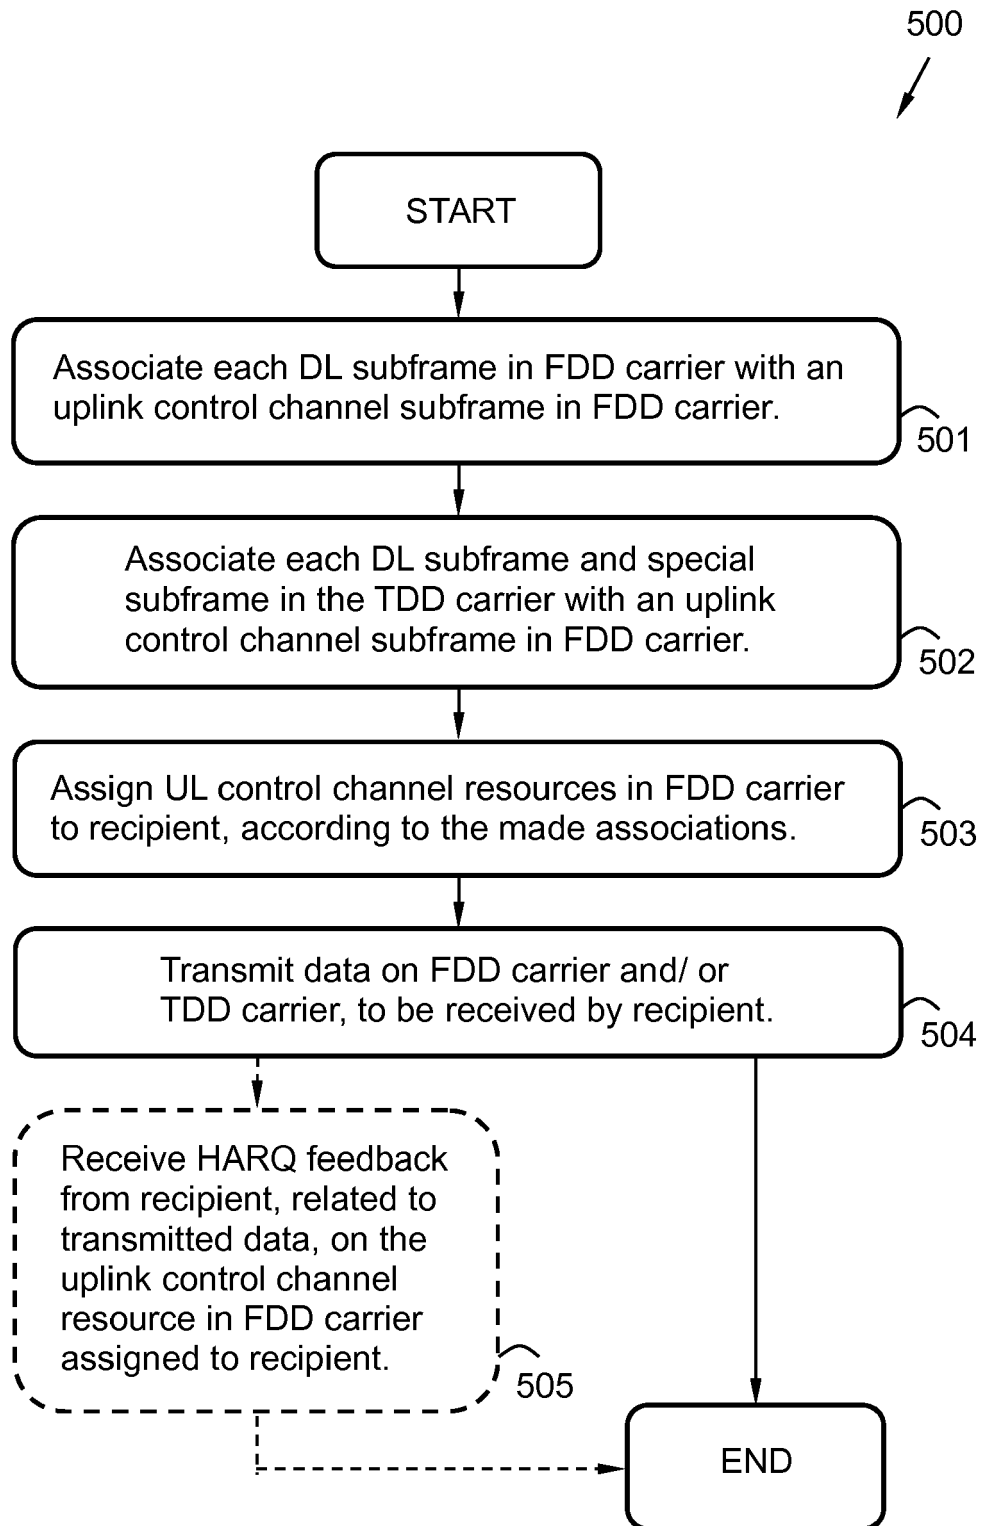 500
START
Associate each DL subframe in FDD carrier with an
uplink control channel subframe in FDD carrier.
501
Associate each DL subframe and special
subframe in the TDD carrier with an uplink
control channel subframe in FDD carrier.
502
Assign UL control channel resources in FDD carrier
to recipient, according to the made associations.
503
Transmit data on FDD carrier and/ or
TDD carrier, to be received by recipient.
504
Receive HARQ feedback
from recipient, related to
transmitted data, on the
uplink control channel
resource in FDD carrier
assigned to recipient.
505
END